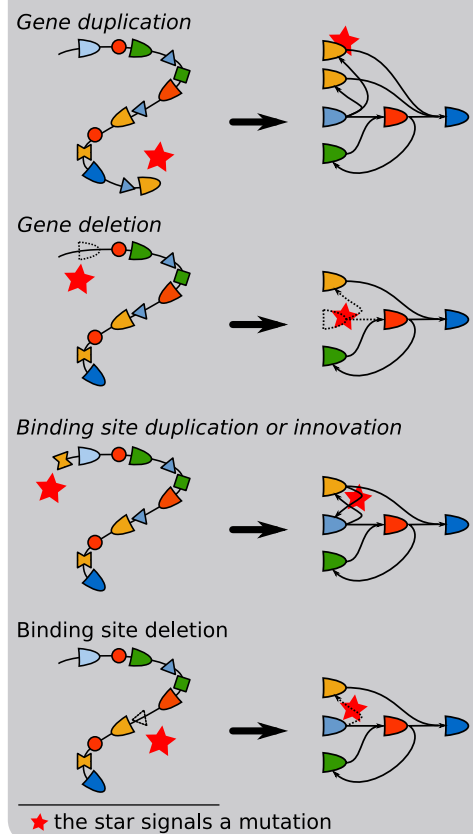 Gene duplication
Gene deletion
Binding site duplication or innovation
Binding site deletion
the star signals a mutation